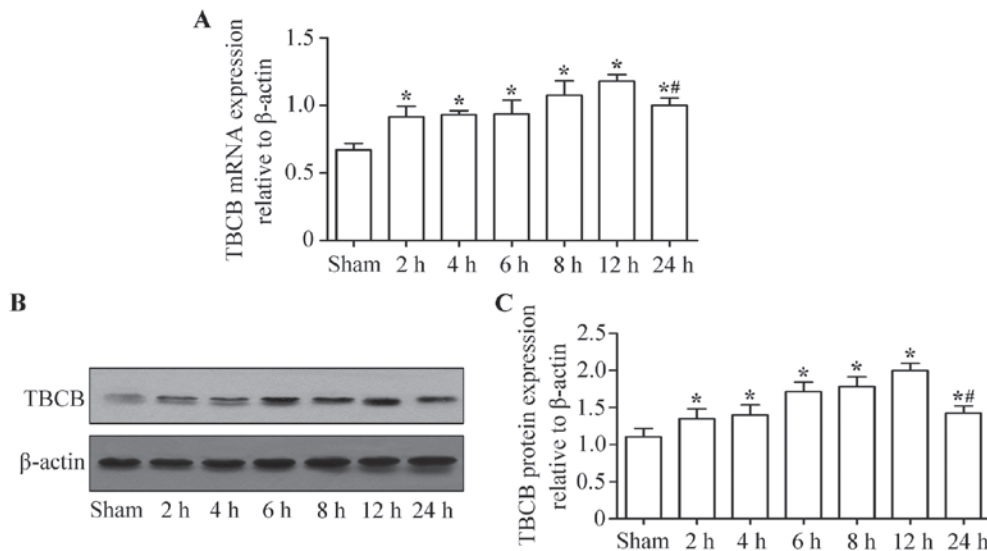 A
TBCB mRNA expression
relative to β-actin
1.5
1.0
0.5
0
* * * * * *#
Sham 2 h 4 h 6 h 8 h 12 h 24 h
B
TBCB
β-actin
Sham 2 h 4 h 6 h 8 h 12 h 24 h
C
TBCB protein expression
relative to β-actin
2.5
2.0
1.5
1.0
0.5
0
* * * * * *#
Sham 2 h 4 h 6 h 8 h 12 h 24 h